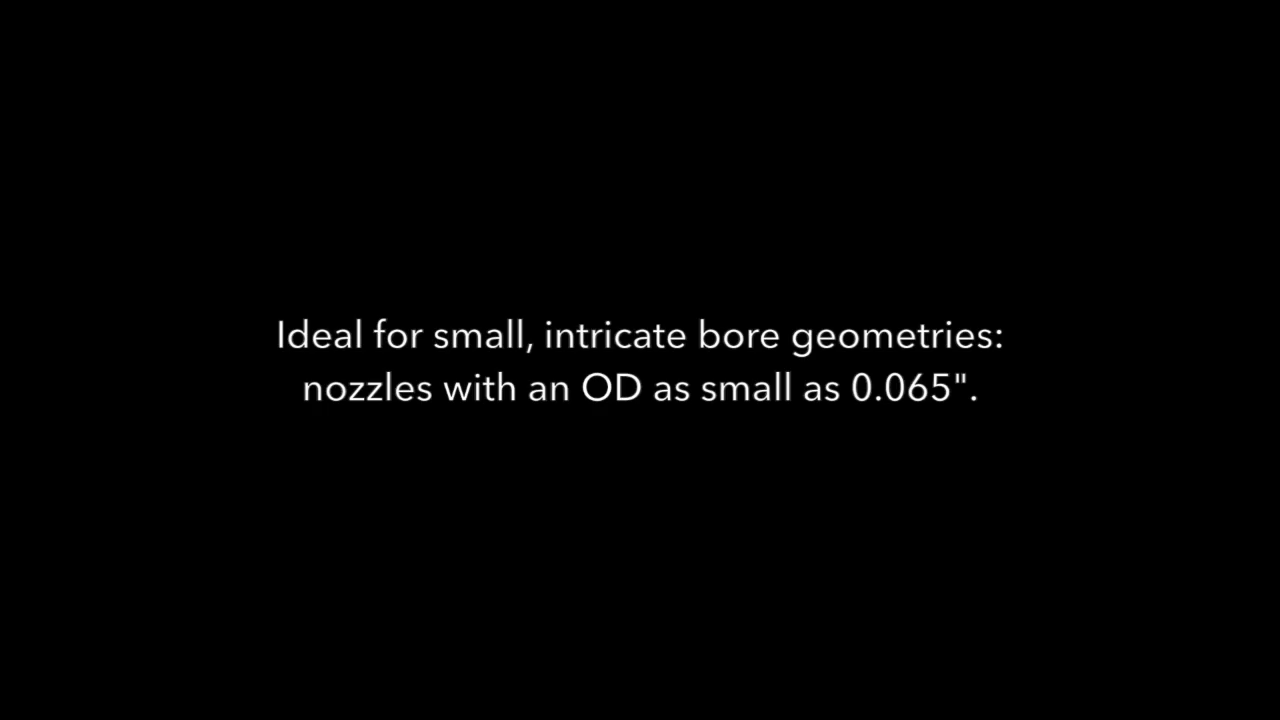 Ideal for small, intricate bore geometries:
nozzles with an OD as small as 0.065".